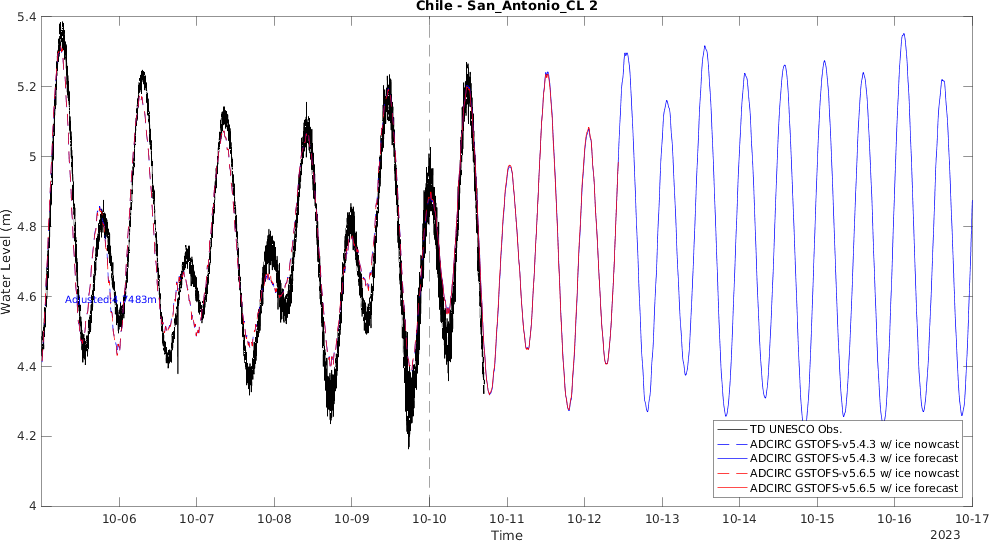 Chile - San_Antonio_CL 2
5.4
5.2
5
4.8
4.6
4.4
4.2
4
Water Level (m)
Adjusted:4.7483m
TD UNESCO Obs.
ADCIRC GSTOFS-v5.4.3 w/ ice nowcast
ADCIRC GSTOFS-v5.4.3 w/ ice forecast
ADCIRC GSTOFS-v5.6.5 w/ ice nowcast
ADCIRC GSTOFS-v5.6.5 w/ ice forecast
10-06 10-07 10-08 10-09 10-10 10-11 10-12 10-13 10-14 10-15 10-16 10-17
Time
2023